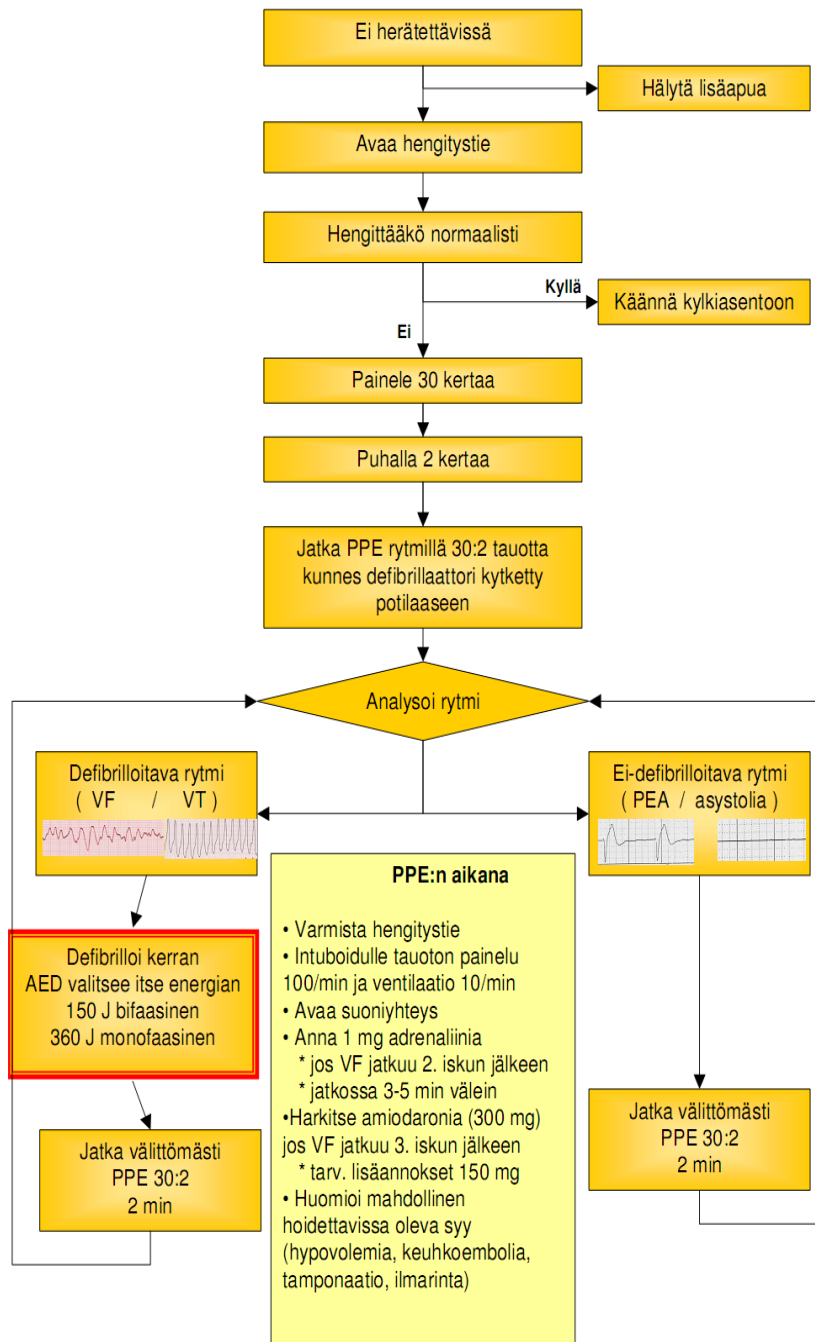 Ei herätettävissä
Hälytä lisäapua
Avaa hengitystie
Hengittääkö normaalisti
Kyllä
Käännä kylkiasentoon
Ei
Painele 30 kertaa
Puhalla 2 kertaa
Jatka PPE rytmillä 30:2 tauotta
kunnes defibrillaattori kytketty
potilaaseen
Analysoi rytmi
Defibrilloitava rytmi
( VF / VT )
Ei-defibrilloitava rytmi
( PEA / asystolia )
Defibrilloi kerran
AED valitsee itse energian
150 J bifaasinen
360 J monofaasinen
Jatka välittömästi
PPE 30:2
2 min
PPE:n aikana
• Varmista hengitystie
• Intuboidulle tauoton painelu
100/min ja ventilaatio 10/min
• Avaa suoniyhteys
• Anna 1 mg adrenaliinia
* jos VF jatkuu 2. iskun jälkeen
* jatkossa 3-5 min välein
•Harkitse amiodaronia (300 mg)
jos VF jatkuu 3. iskun jälkeen
* tarv. lisäannokset 150 mg
• Huomioi mahdollinen
hoidettavissa oleva syy
(hypovolemia, keuhkoembolia,
tamponaatio, ilmarinta)
Jatka välittömästi
PPE 30:2
2 min